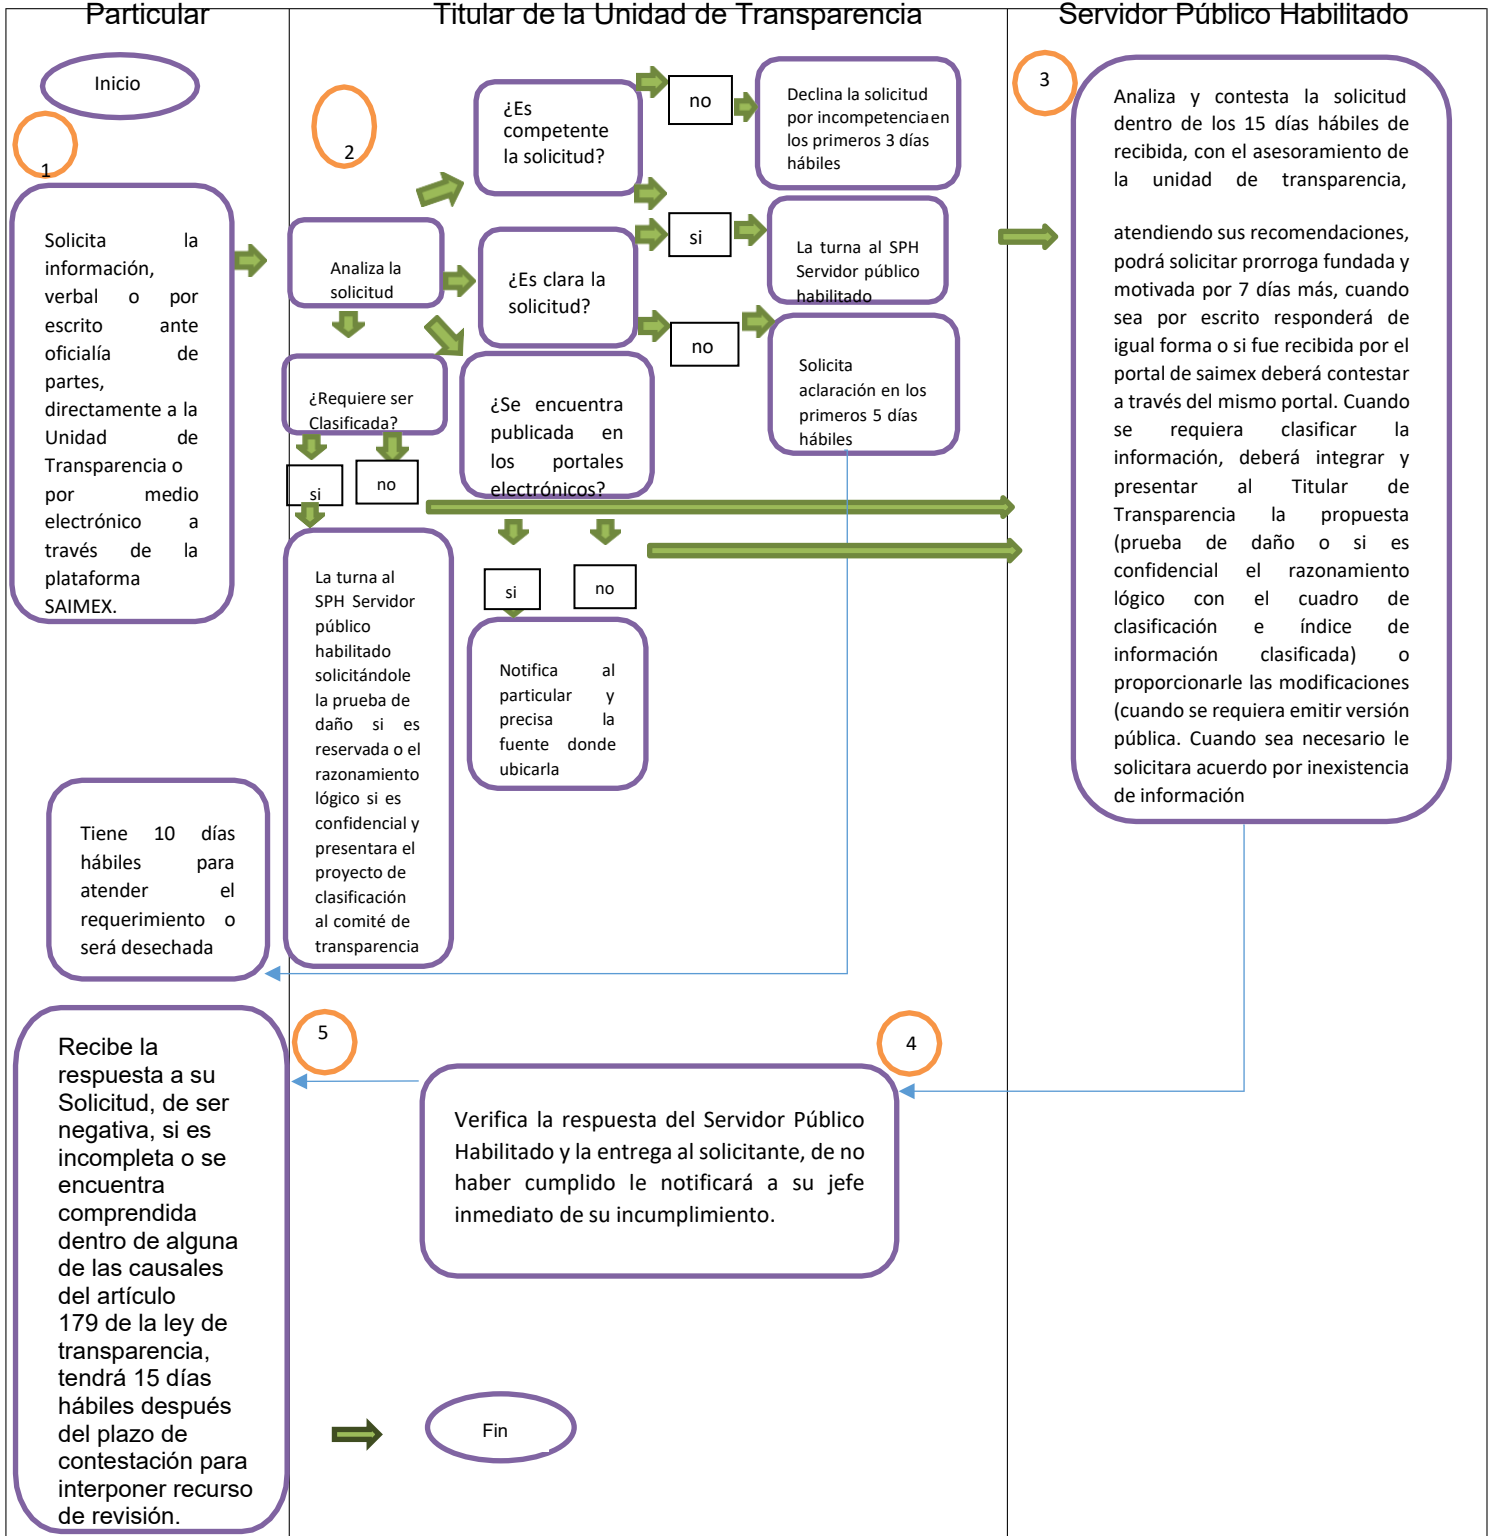 Particular
Titular de la Unidad de Transparencia
Servidor Público Habilitado
Inicio
1
Solicita la
información,
verbal o por
escrito ante
oficialía de
partes,
directamente a la
Unidad de
Transparencia o
por medio
electrónico a
través de la
plataforma
SAIMEX.
2
Analiza la
solicitud
¿Es
competente
la solicitud?
no
Declina la solicitud
por incompetencia en
los primeros 3 días
hábiles
¿Es clara la
solicitud?
si
La turna al SPH
Servidor público
habilitado
no
Solicita
aclaración en los
primeros 5 días
hábiles
¿Requiere ser
Clasificada?
si
no
¿Se encuentra
publicada en
los portales
electrónicos?
si
no
La turna al
SPH Servidor
público
habilitado
solicitándole
la prueba de
daño si es
reservada o el
razonamiento
lógico si es
confidencial y
presentara el
proyecto de
clasificación
al comité de
transparencia
Notifica al
particular y
precisa la
fuente donde
ubicarla
3
Analiza y contesta la solicitud
dentro de los 15 días hábiles de
recibida, con el asesoramiento de
la unidad de transparencia,
atendiendo sus recomendaciones,
podrá solicitar prorroga fundada y
motivada por 7 días más, cuando
sea por escrito responderá de
igual forma o si fue recibida por el
portal de saimex deberá contestar
a través del mismo portal. Cuando
se requiera clasificar la
información, deberá integrar y
presentar al Titular de
Transparencia la propuesta
(prueba de daño o si es
confidencial el razonamiento
lógico con el cuadro de
clasificación e índice de
información clasificada) o
proporcionarle las modificaciones
(cuando se requiera emitir versión
pública. Cuando sea necesario le
solicitara acuerdo por inexistencia
de información
Tiene 10 días
hábiles para
atender el
requerimiento o
será desechada
4
Verifica la respuesta del Servidor Público
Habilitado y la entrega al solicitante, de no
haber cumplido le notificará a su jefe
inmediato de su incumplimiento.
5
Recibe la
respuesta a su
Solicitud, de ser
negativa, si es
incompleta o se
encuentra
comprendida
dentro de alguna
de las causales
del artículo
179 de la ley de
transparencia,
tendrá 15 días
hábiles después
del plazo de
contestación para
interponer recurso
de revisión.
Fin